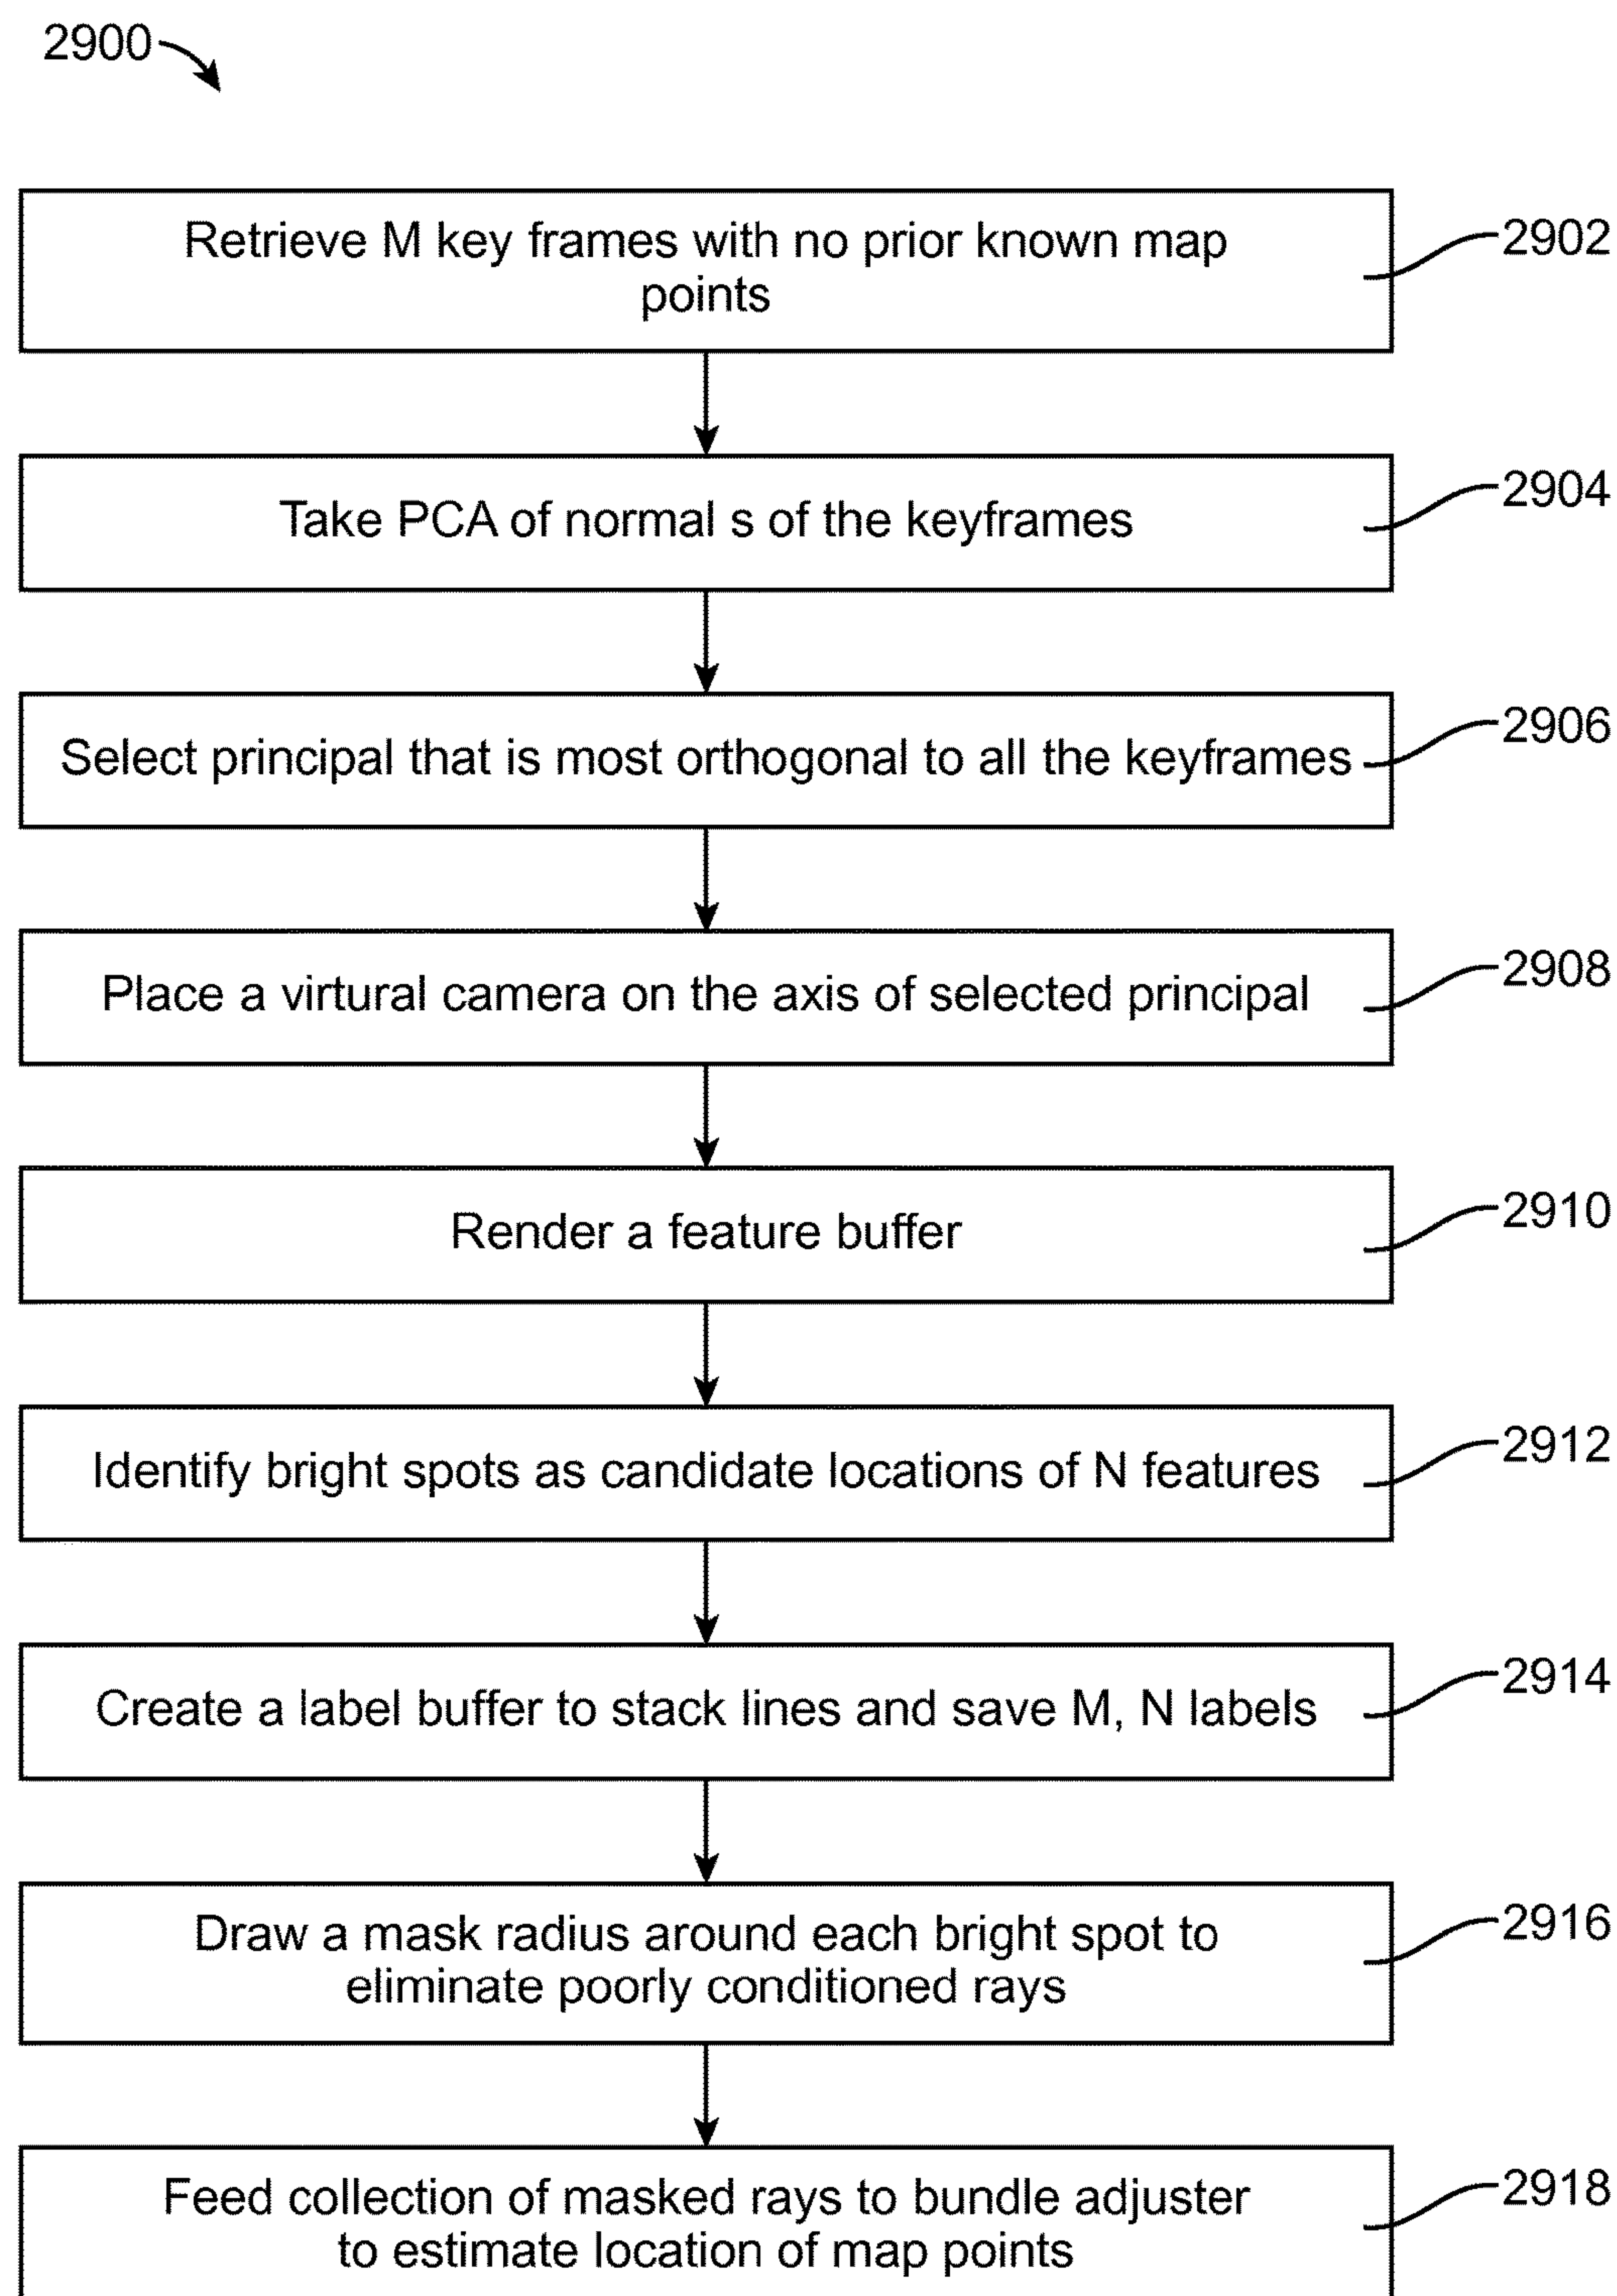 2900
Retrieve M key frames with no prior known map
points
2902
Take PCA of normal s of the keyframes
2904
Select principal that is most orthogonal to all the keyframes
2906
Place a virtural camera on the axis of selected principal
2908
Render a feature buffer
2910
Identify bright spots as candidate locations of N features
2912
Create a label buffer to stack lines and save M, N labels
2914
Draw a mask radius around each bright spot to
eliminate poorly conditioned rays
2916
Feed collection of masked rays to bundle adjuster
to estimate location of map points
2918